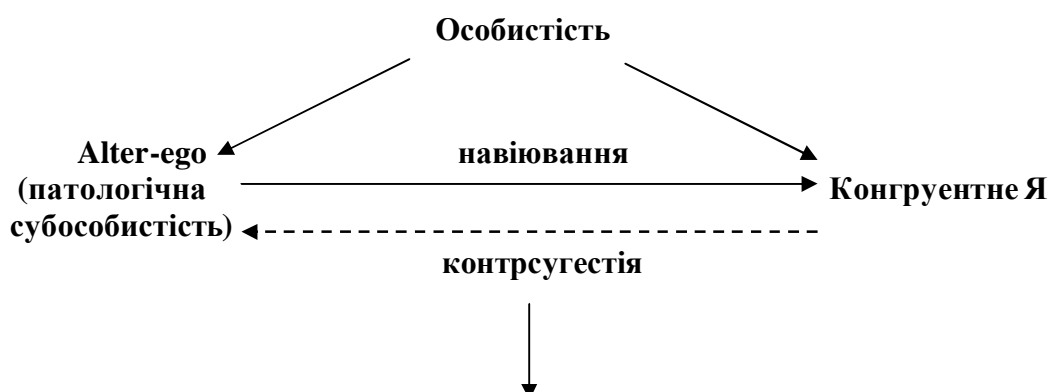 Особистість
Alter-ego
(патологічна
субособистість)
навіювання
Конгруентне Я
контрсугестія